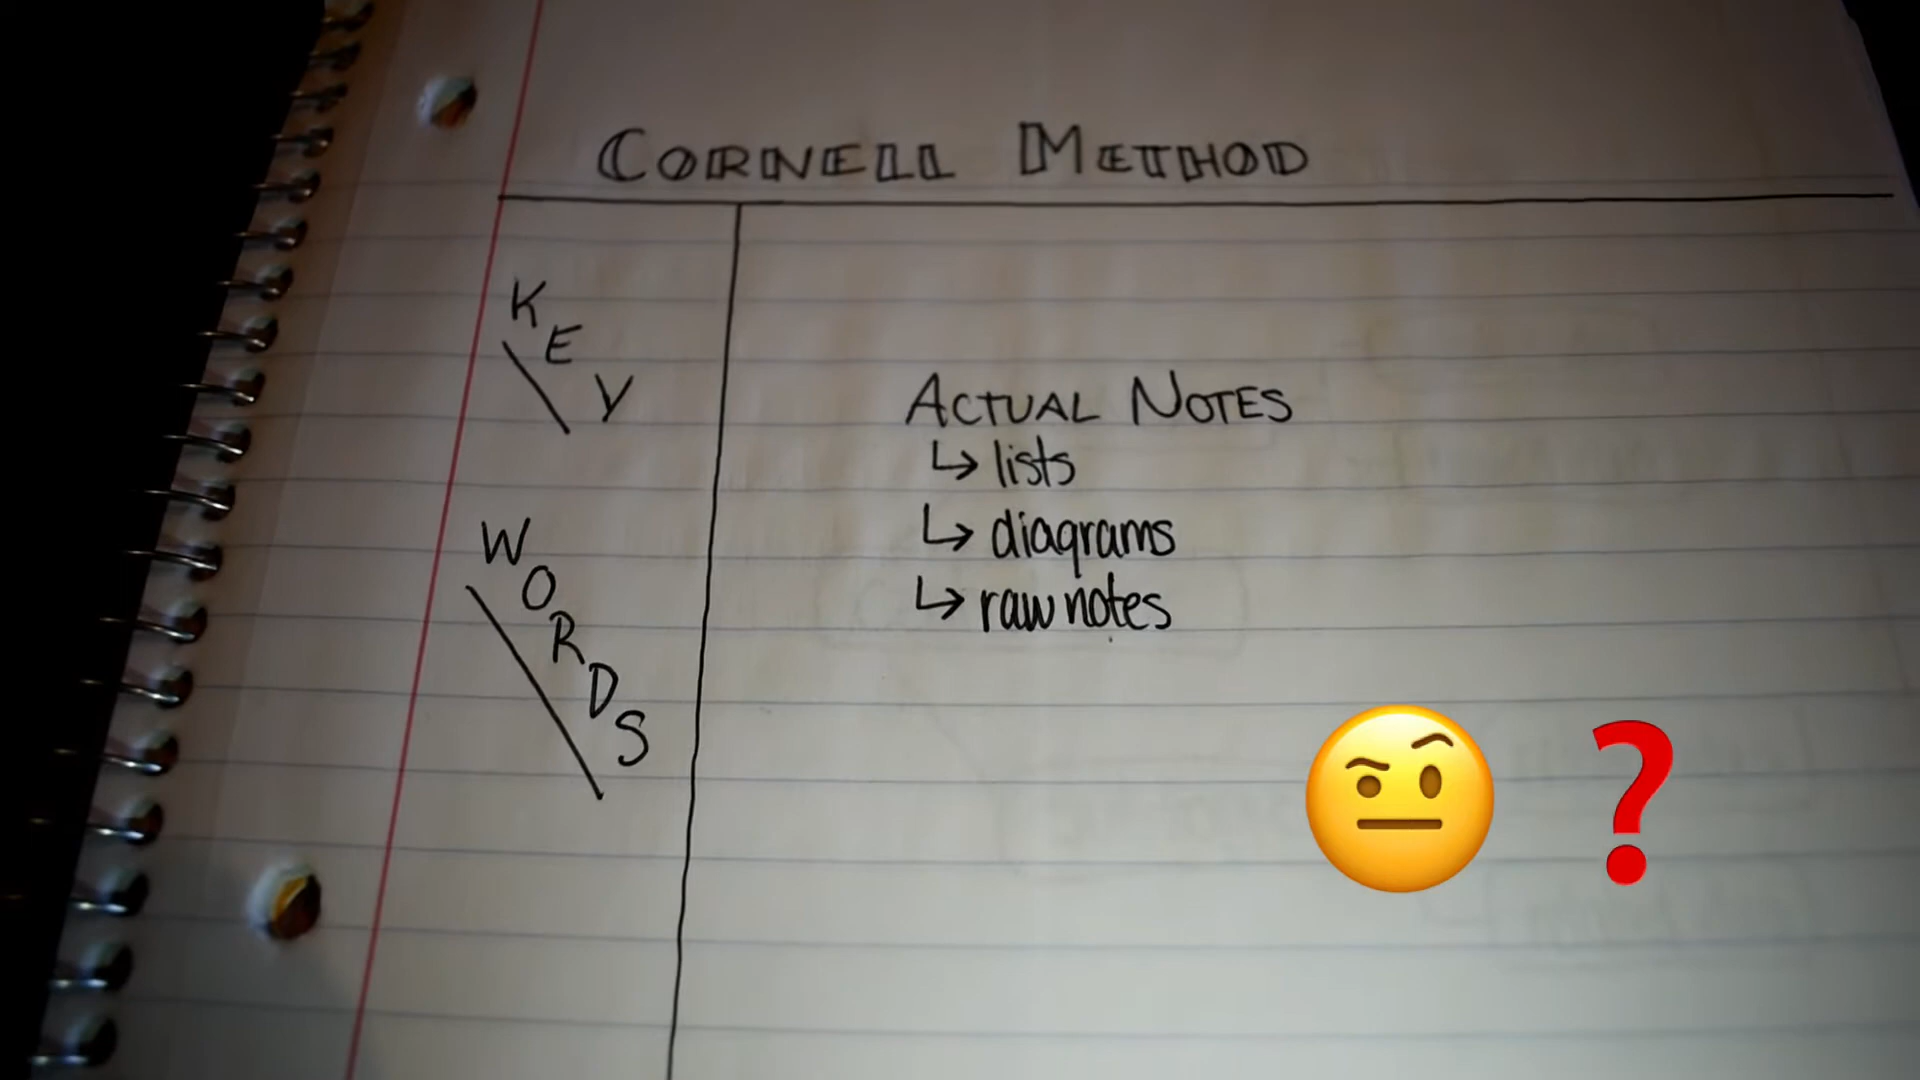 CORNELL METHOD
KEY
WORDS
ACTUAL NOTES
↳ lists
↳ diagrams
↳ raw notes
🤨 ❓